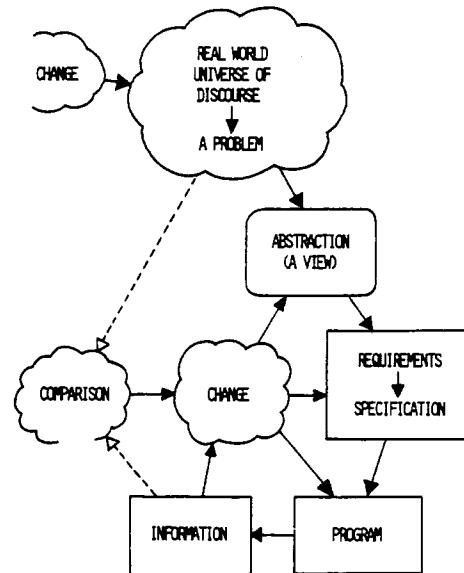 CHANGE
REAL WORLD
UNIVERSE OF
DISCOURSE
A PROBLEM
ABSTRACTION
(A VIEW)
REQUIREMENTS
SPECIFICATION
COMPARISON
CHANGE
INFORMATION
PROGRAM